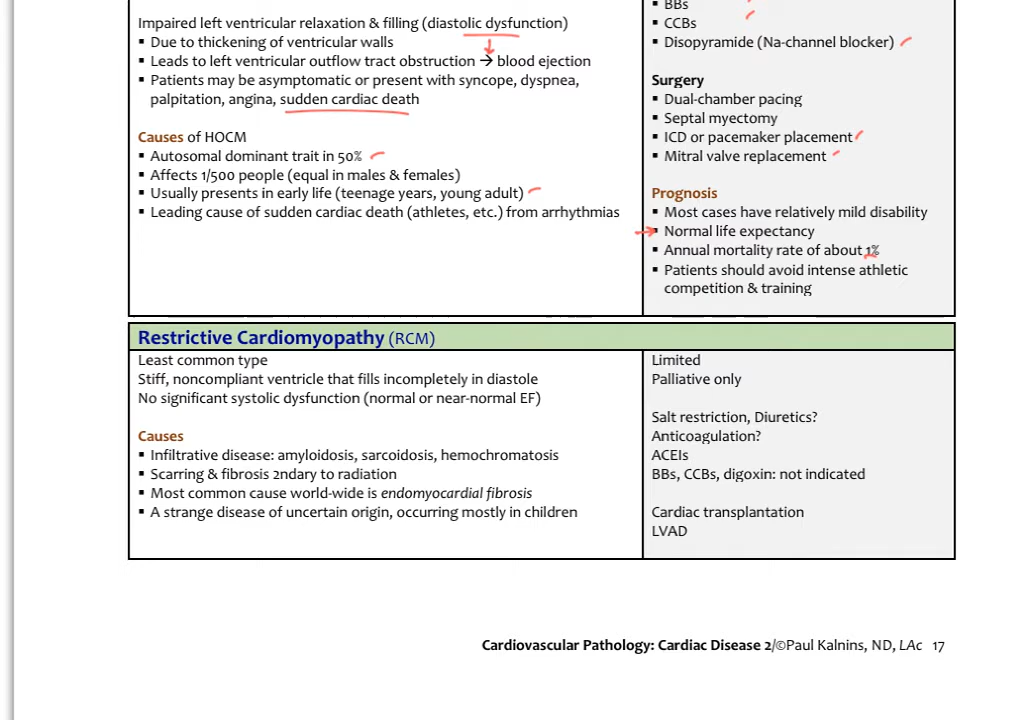 Impaired left ventricular relaxation & filling (diastolic dysfunction)
▪ Due to thickening of ventricular walls
▪ Leads to left ventricular outflow tract obstruction → blood ejection
▪ Patients may be asymptomatic or present with syncope, dyspnea,
palpitation, angina, sudden cardiac death
Causes of HOCM
▪ Autosomal dominant trait in 50%
▪ Affects 1/500 people (equal in males & females)
▪ Usually presents in early life (teenage years, young adult)
▪ Leading cause of sudden cardiac death (athletes, etc.) from arrhythmias
▪ BBs
▪ CCBs
▪ Disopyramide (Na-channel blocker)
Surgery
▪ Dual-chamber pacing
▪ Septal myectomy
▪ ICD or pacemaker placement
▪ Mitral valve replacement
Prognosis
▪ Most cases have relatively mild disability
▪ Normal life expectancy
▪ Annual mortality rate of about 1%
▪ Patients should avoid intense athletic
competition & training
Restrictive Cardiomyopathy (RCM)
Least common type
Stiff, noncompliant ventricle that fills incompletely in diastole
No significant systolic dysfunction (normal or near-normal EF)
Causes
▪ Infiltrative disease: amyloidosis, sarcoidosis, hemochromatosis
▪ Scarring & fibrosis 2ndary to radiation
▪ Most common cause world-wide is endomyocardial fibrosis
▪ A strange disease of uncertain origin, occurring mostly in children
Limited
Palliative only
Salt restriction, Diuretics?
Anticoagulation?
ACEIs
BBs, CCBs, digoxin: not indicated
Cardiac transplantation
LVAD
Cardiovascular Pathology: Cardiac Disease 2/©Paul Kalnins, ND, LAc 17